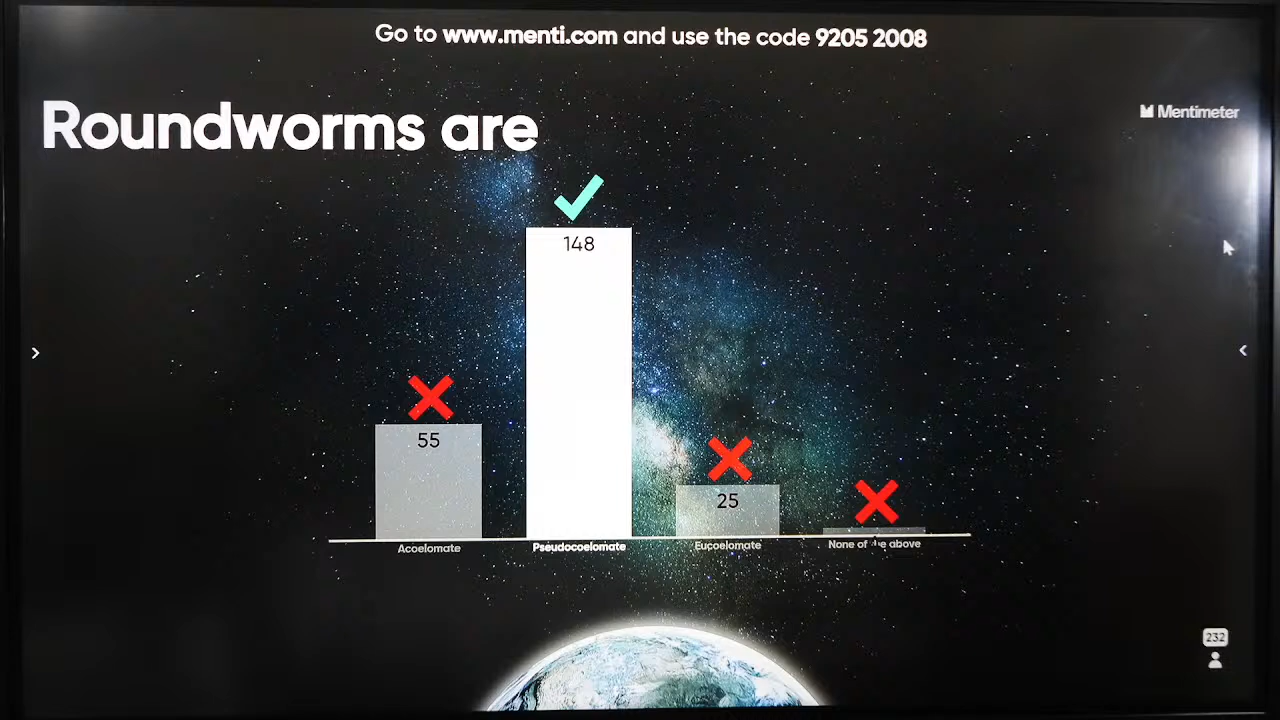 Go to www.menti.com and use the code 9205 2008
Roundworms are
Mentimeter
148
55
25
Acoelomate
Pseudocoelomate
Eucoelomate
None of the above
232